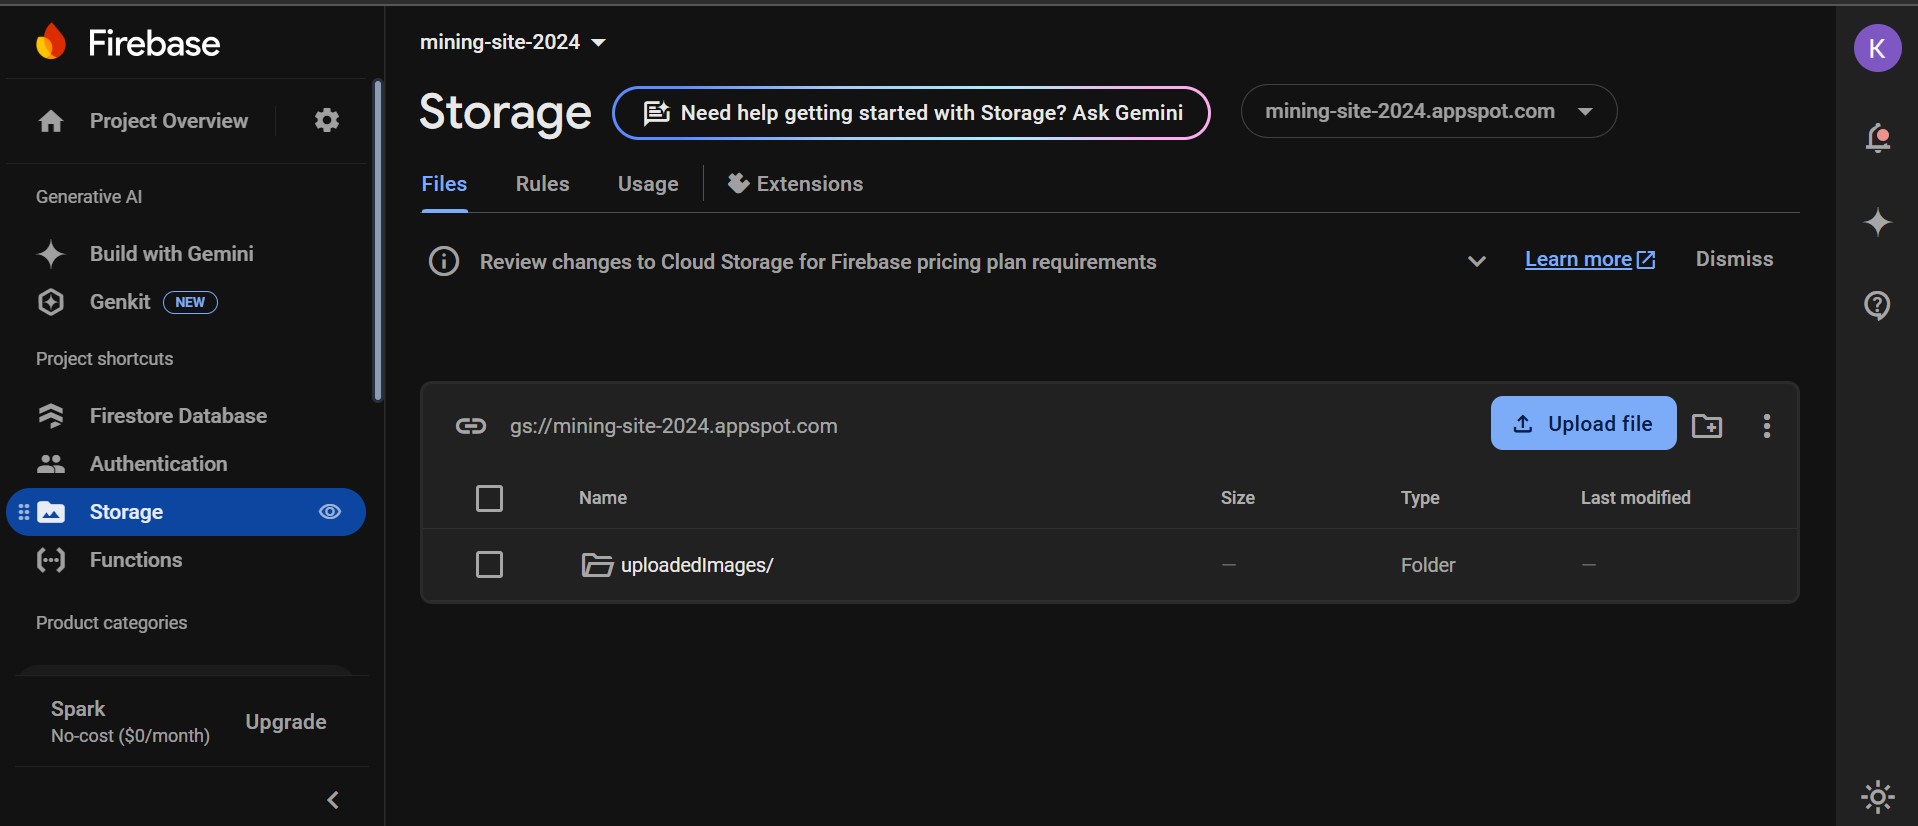 Firebase
Project Overview
Generative AI
Build with Gemini
Genkit NEW
Project shortcuts
Firestore Database
Authentication
Storage
Functions
Product categories
Spark
No-cost ($0/month)
Upgrade
mining-site-2024
Storage
Need help getting started with Storage? Ask Gemini
mining-site-2024.appspot.com
Files Rules Usage Extensions
Review changes to Cloud Storage for Firebase pricing plan requirements
Learn more
Dismiss
gs://mining-site-2024.appspot.com
Upload file
Name Size Type Last modified
uploadedImages/ — Folder —
K